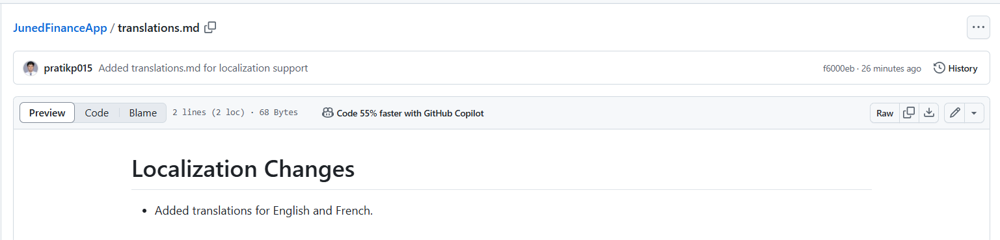 JunedFinanceApp / translations.md
pratikp015 Added translations.md for localization support f6000eb · 26 minutes ago History
Preview Code Blame 2 lines (2 loc) · 68 Bytes Code 55% faster with GitHub Copilot Raw
Localization Changes
• Added translations for English and French.